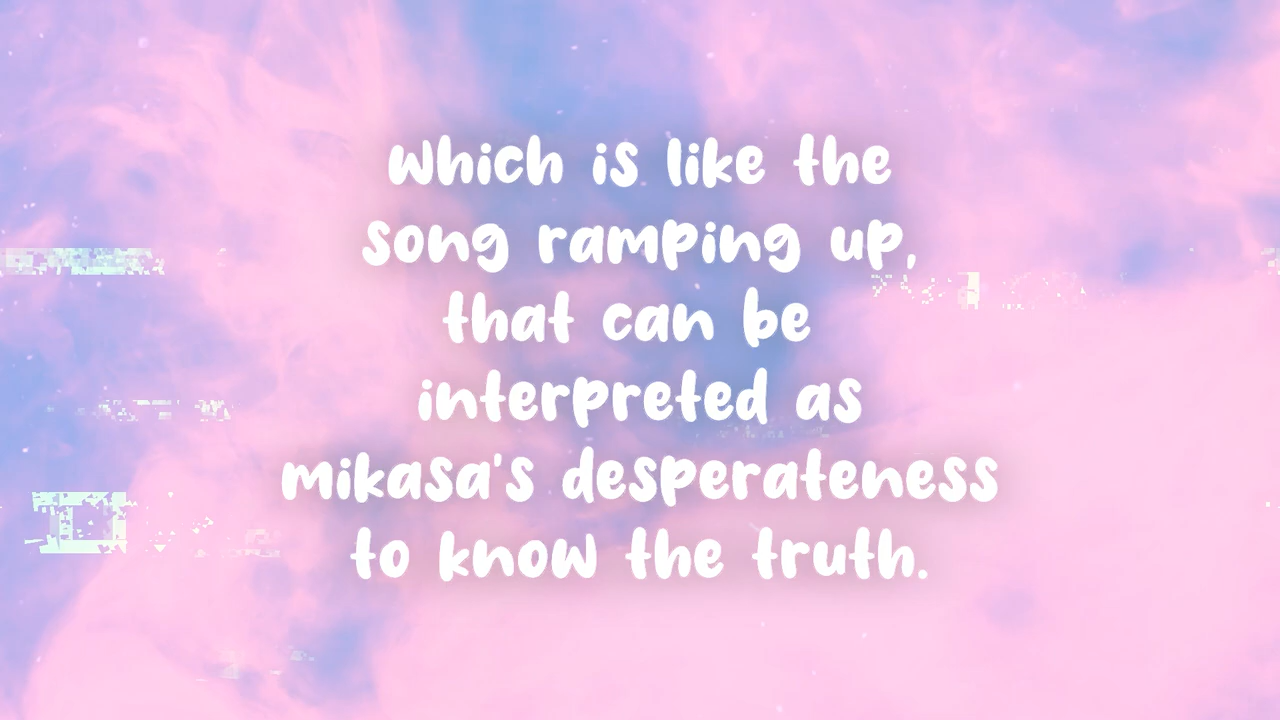 Which is like the
song ramping up,
that can be
interpreted as
mikasa's desperateness
to know the truth.